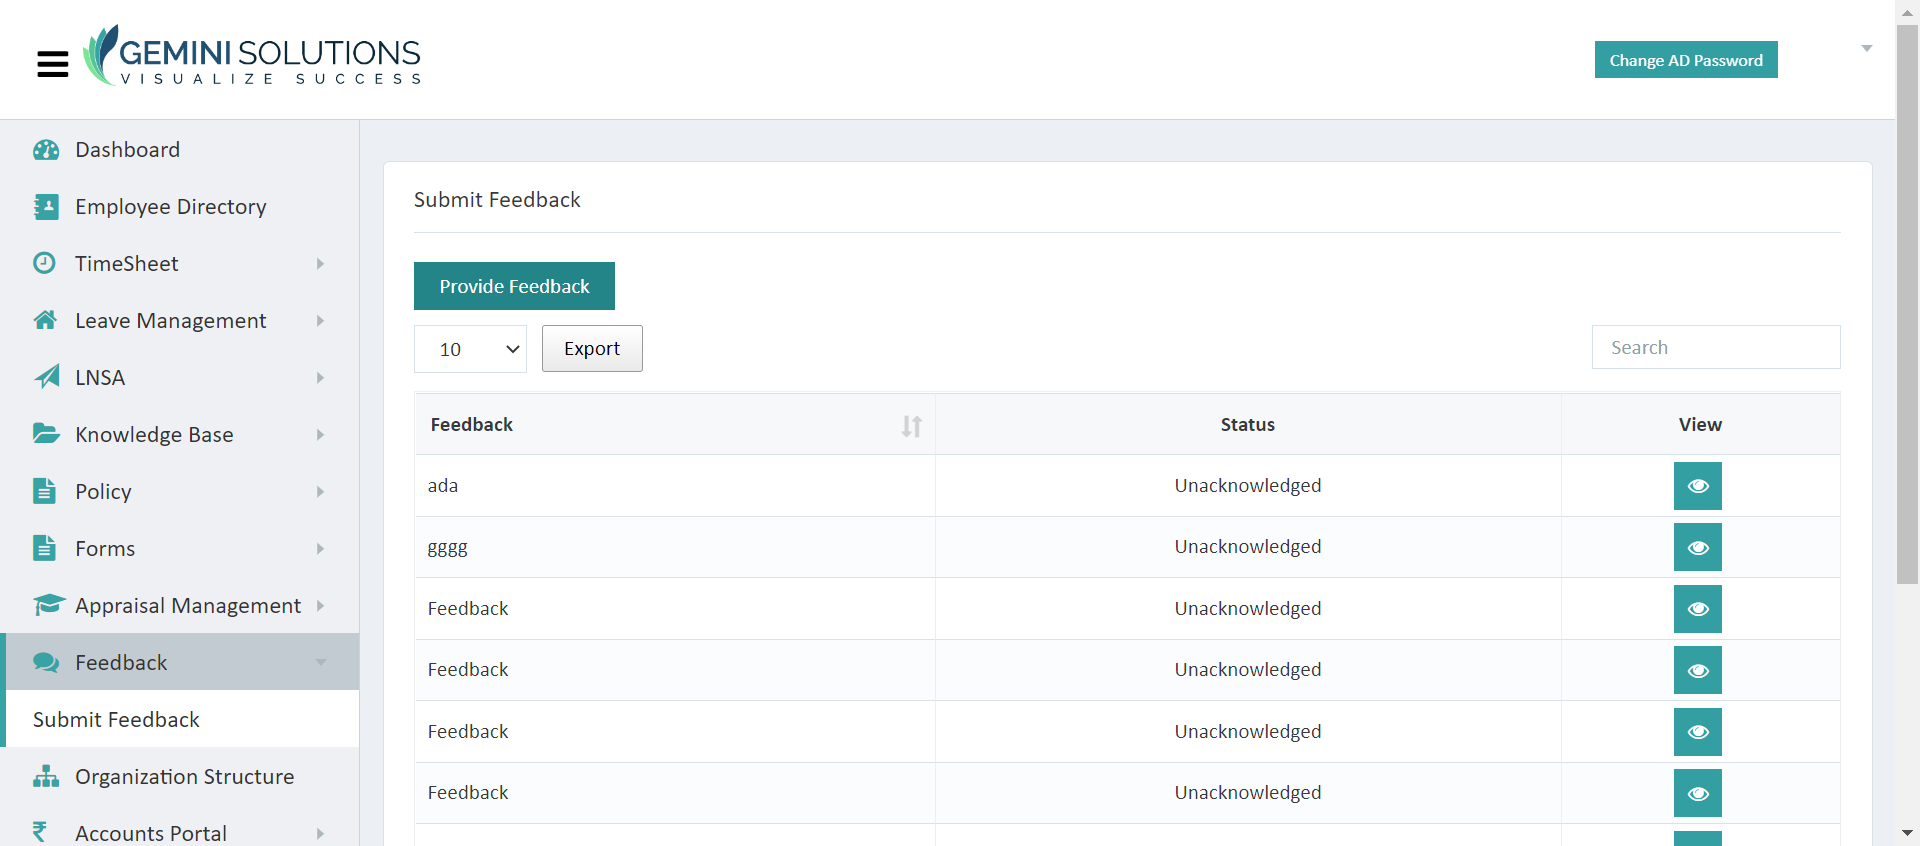 GEMINI SOLUTIONS
VISUALIZE SUCCESS
Change AD Password
Dashboard
Employee Directory
TimeSheet
Leave Management
LNSA
Knowledge Base
Policy
Forms
Appraisal Management
Feedback
Submit Feedback
Organization Structure
Accounts Portal
Submit Feedback
Provide Feedback
10
Export
Search
Feedback Status View
ada Unacknowledged
gggg Unacknowledged
Feedback Unacknowledged
Feedback Unacknowledged
Feedback Unacknowledged
Feedback Unacknowledged